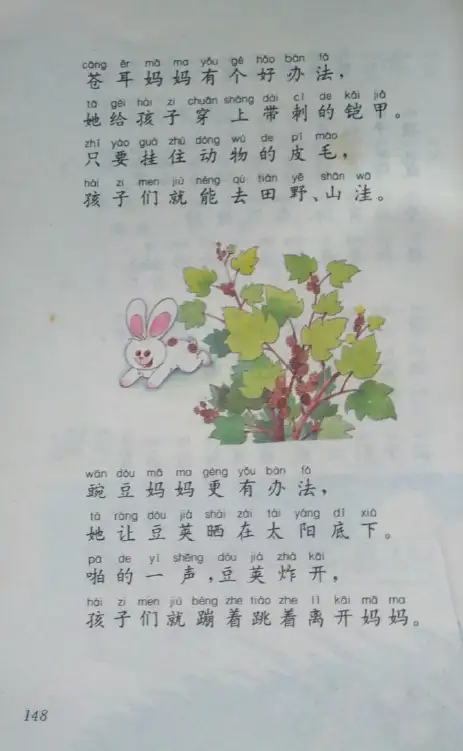 cāng ěr mā ma yǒu gè hǎo bàn fǎ
苍耳妈妈有个好办法，
tā gěi hái zi chuān shàng dài cì de kǎi jiǎ
她给孩子穿上带刺的铠甲。
zhǐ yào guà zhù dòng wù de pí máo
只要挂住动物的皮毛，
hái zi men jiù néng qù tián yě shān wā
孩子们就能去田野、山洼。
wān dòu mā ma gèng yǒu bàn fǎ
豌豆妈妈更有办法，
tā ràng dòu jiá shài zài tài yáng dǐ xià
她让豆荚晒在太阳底下。
pā de yì shēng dòu jiá zhà kāi
啪的一声，豆荚炸开，
hái zi men jiù bèng zhe tiào zhe lí kāi mā ma
孩子们就蹦着跳着离开妈妈。
148